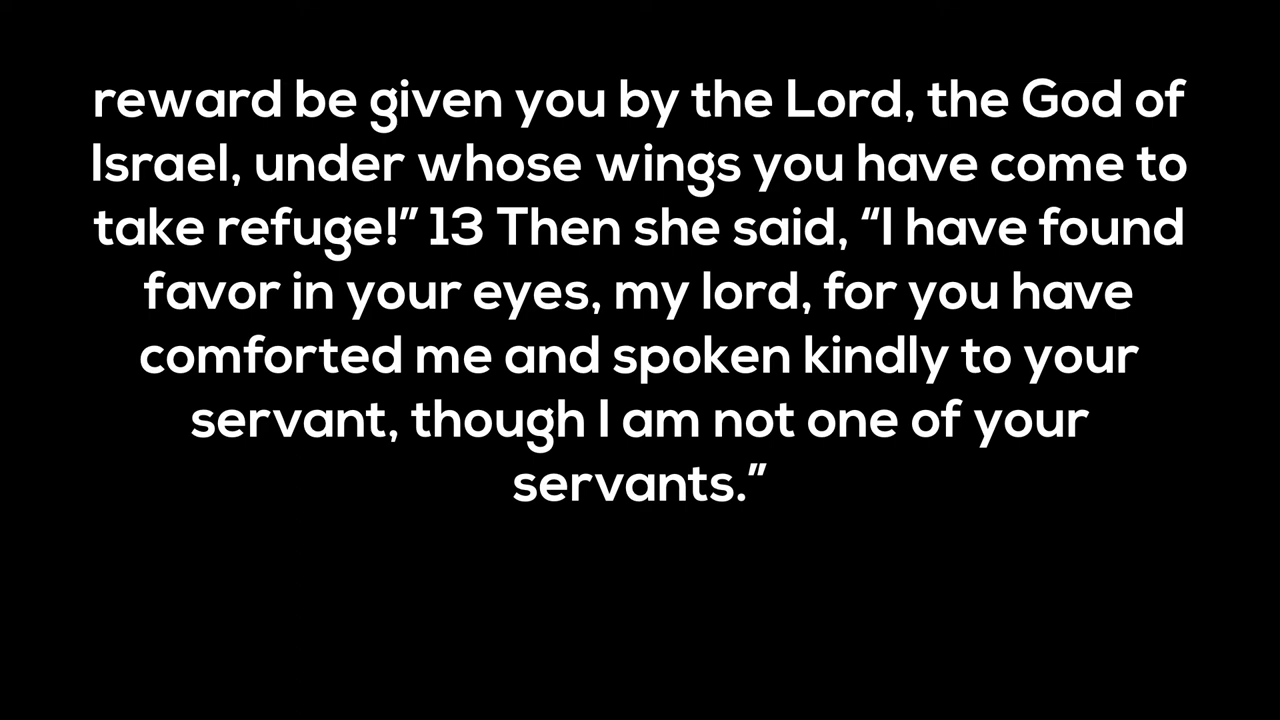 reward be given you by the Lord, the God of
Israel, under whose wings you have come to
take refuge!” 13 Then she said, “I have found
favor in your eyes, my lord, for you have
comforted me and spoken kindly to your
servant, though I am not one of your
servants.”